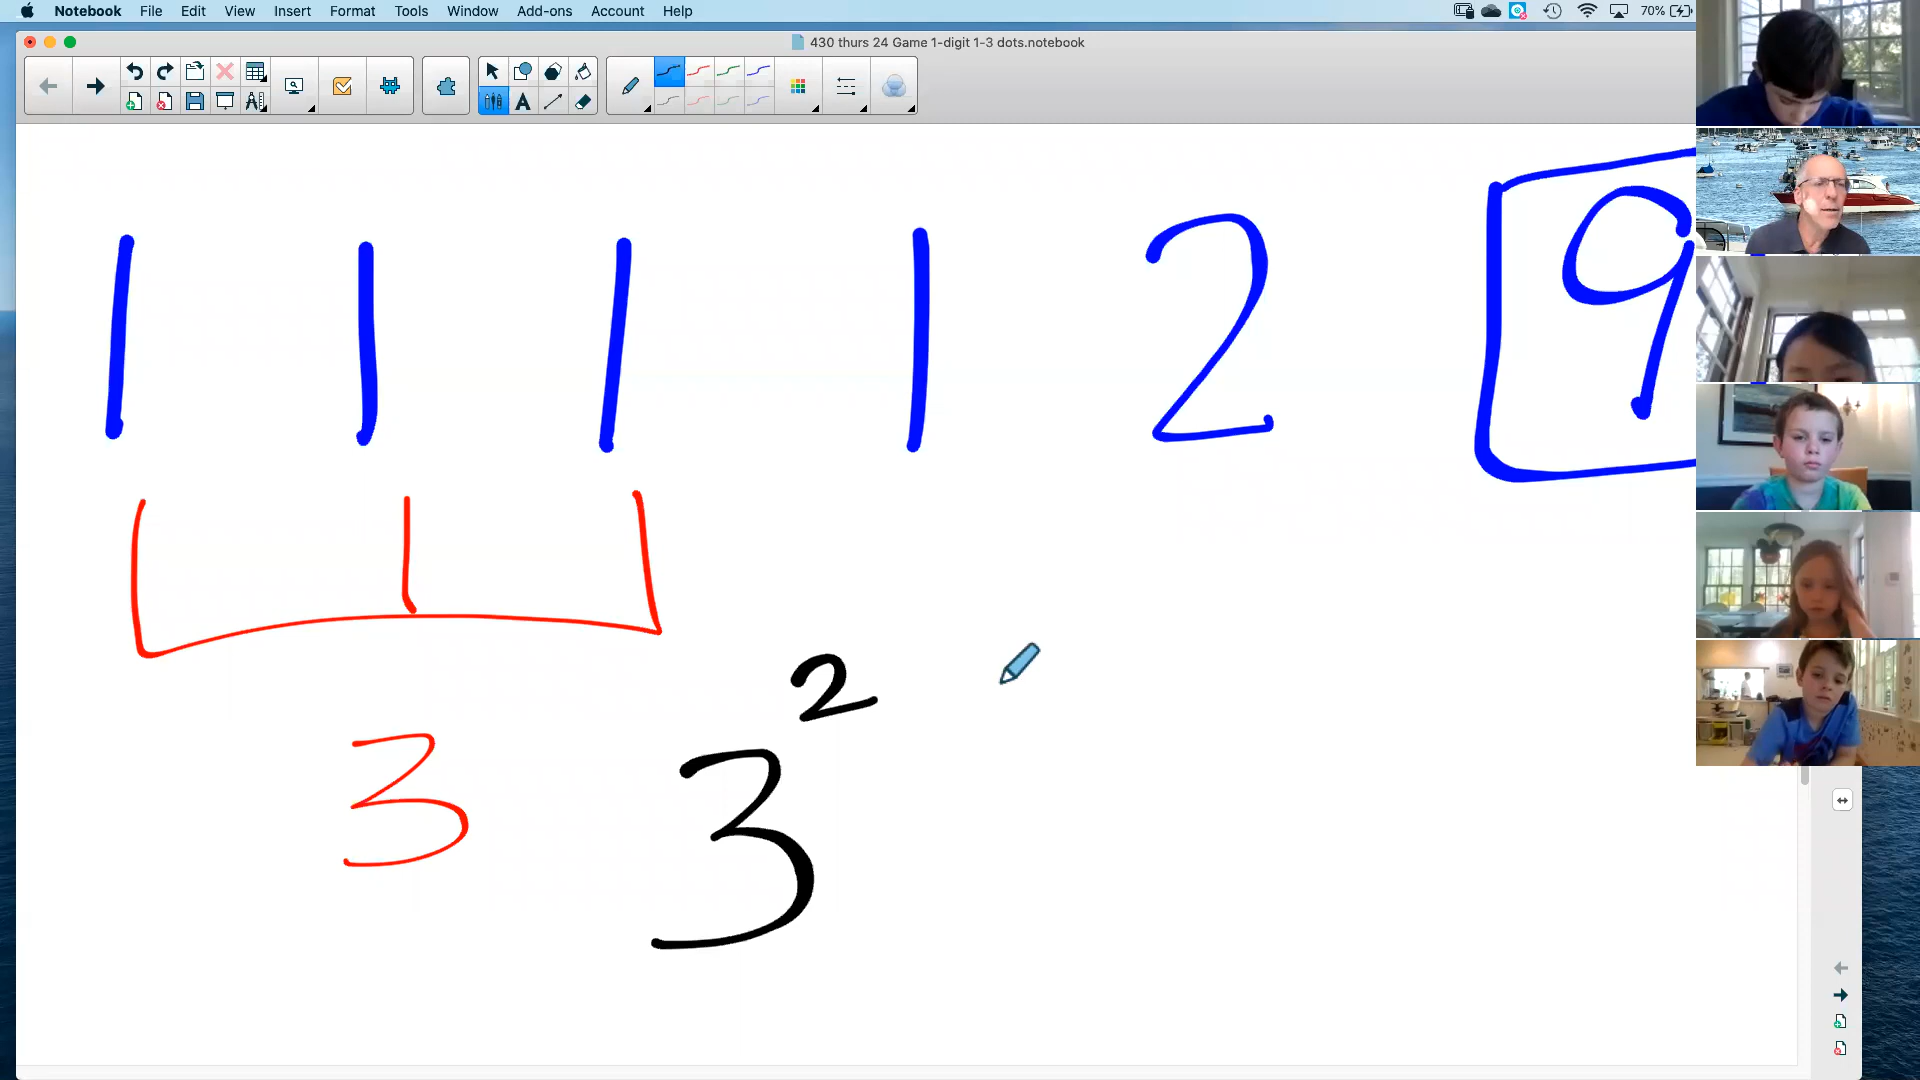 Notebook File Edit View Insert Format Tools Window Add-ons Account Help 70%
430 thurs 24 Game 1-digit 1-3 dots.notebook
A
1 1 1 1 2 9
3 3²